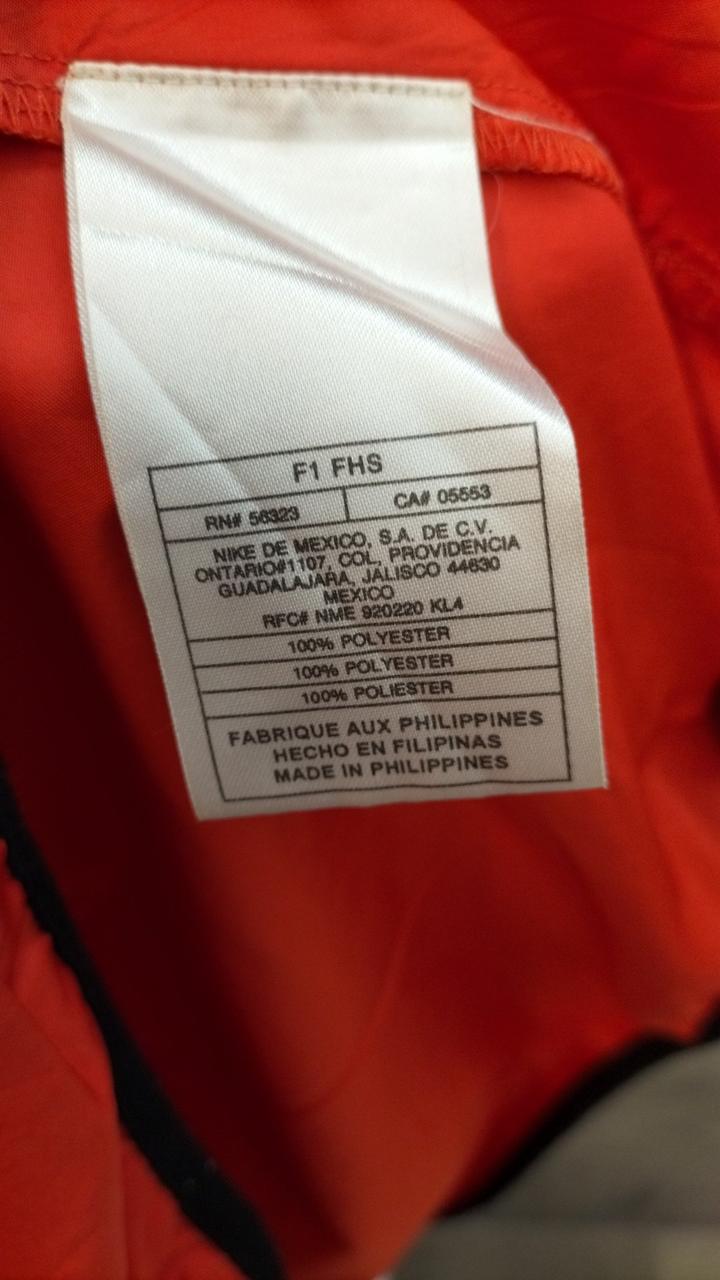 F1 FHS
RN# 56323 CA# 05553
NIKE DE MEXICO, S.A. DE C.V.
ONTARIO#1107, COL, PROVIDENCIA
GUADALAJARA, JALISCO 44630
MEXICO
RFC# NME 920220 KL4
100% POLYESTER
100% POLYESTER
100% POLIESTER
FABRIQUE AUX PHILIPPINES
HECHO EN FILIPINAS
MADE IN PHILIPPINES